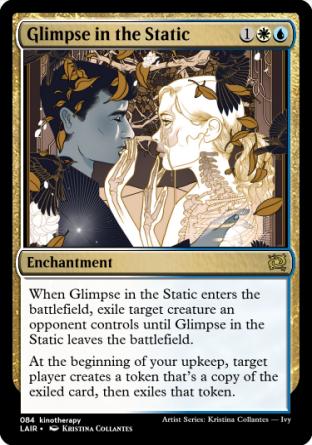 Glimpse in the Static 1
Enchantment
When Glimpse in the Static enters the
battlefield, exile target creature an
opponent controls until Glimpse in the
Static leaves the battlefield.
At the beginning of your upkeep, target
player creates a token that's a copy of the
exiled card, then exiles that token.
084 kinotherapy
Artist Series: Kristina Collantes — Ivy
LAIR • Kristina Collantes